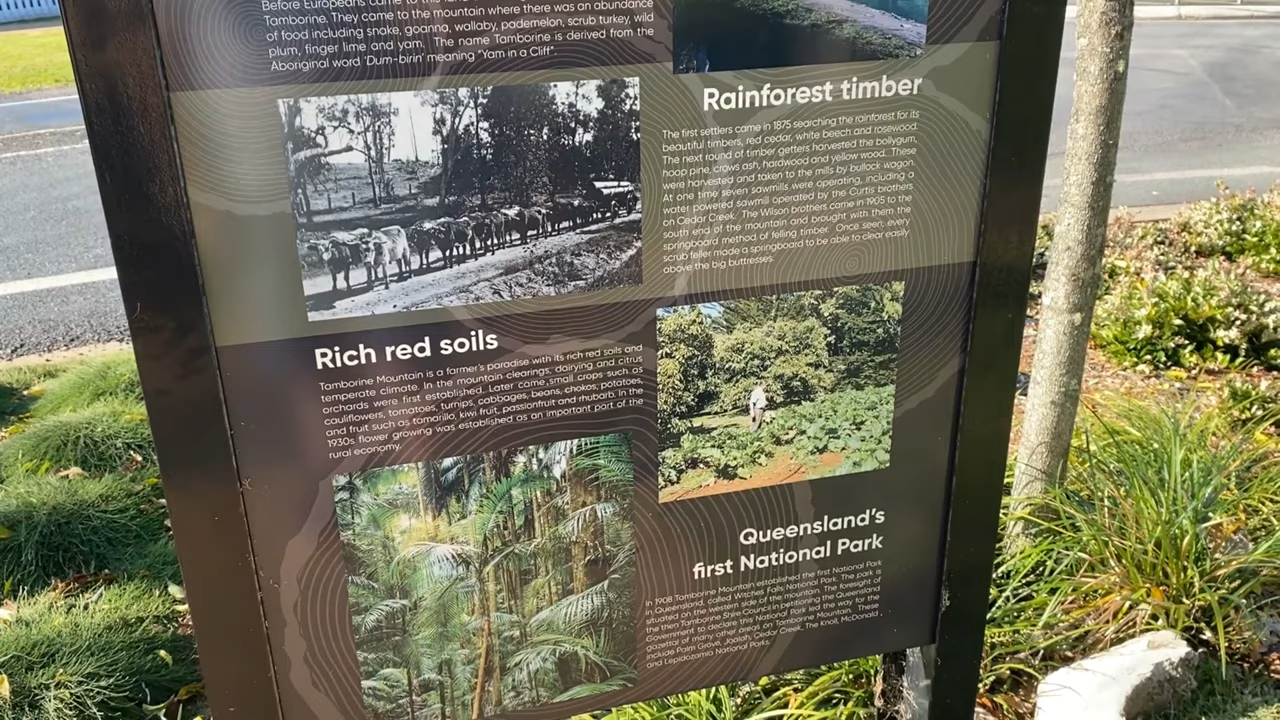 Before Europeans came to this
Tamborine. They came to the mountain where there was an abundance
of food including snake, goanna, wallaby, pademelon, scrub turkey, wild
plum, finger lime and yam. The name Tamborine is derived from the
Aboriginal word 'Dum-birin' meaning "Yam in a Cliff".
Rainforest timber
The first settlers came in 1875 searching the rainforest for its
beautiful timbers, red cedar, white beech and rosewood.
The next round of timber getters harvested the bollygum,
hoop pine, crows ash, hardwood and yellow wood. These
were harvested and taken to the mills by bullock wagon.
At one time seven sawmills were operating, including a
water powered sawmill operated by the Curtis brothers
on Cedar Creek. The Wilson brothers came in 1905 to the
south end of the mountain and brought with them the
springboard method of felling timber. Once seen, every
scrub feller made a springboard to be able to clear easily
above the big buttresses.
Rich red soils
Tamborine Mountain is a farmer's paradise with its rich red soils and
temperate climate. In the mountain clearings, dairying and citrus
orchards were first established. Later came small crops such as
cauliflowers, tomatoes, turnips, cabbages, beans, chokos, potatoes,
and fruit such as tamarillo, kiwi fruit, passionfruit and rhubarb. In the
1930s flower growing was established as an important part of the
rural economy.
Queensland's
first National Park
In 1908 Tamborine Mountain established the first National Park
in Queensland, called Witches Falls National Park. The park is
situated on the western side of the mountain. The foresight of
the then Tamborine Shire Council in petitioning the Queensland
Government to declare this National Park led the way for the
gazettal of many other areas on Tamborine Mountain. These
include Palm Grove, Joalah, Cedar Creek, The Knoll, McDonald
and Lepidozamia National Parks.